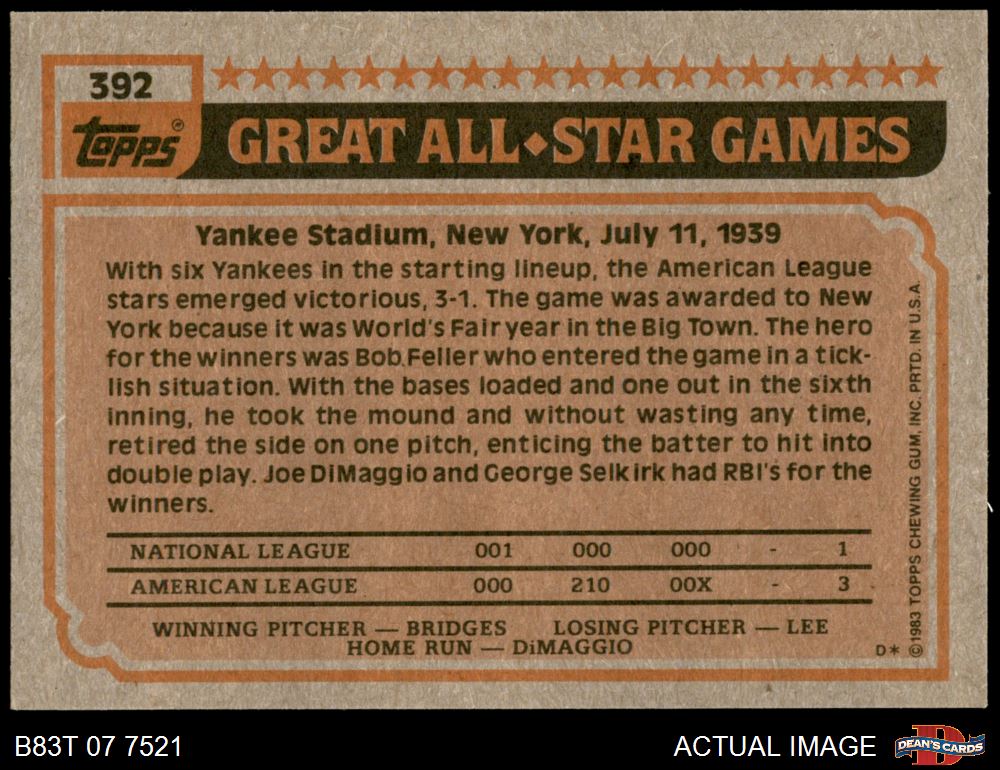 392
topps®
GREAT ALL◆STAR GAMES
Yankee Stadium, New York, July 11, 1939
With six Yankees in the starting lineup, the American League
stars emerged victorious, 3-1. The game was awarded to New
York because it was World's Fair year in the Big Town. The hero
for the winners was Bob Feller who entered the game in a tick-
lish situation. With the bases loaded and one out in the sixth
inning, he took the mound and without wasting any time,
retired the side on one pitch, enticing the batter to hit into
double play. Joe DiMaggio and George Selkirk had RBI's for the
winners.
NATIONAL LEAGUE 001 000 000 - 1
AMERICAN LEAGUE 000 210 00X - 3
WINNING PITCHER — BRIDGES LOSING PITCHER — LEE
HOME RUN — DiMAGGIO
D* © 1983 TOPPS CHEWING GUM, INC. PRTD. IN U.S.A.
B83T 07 7521
ACTUAL IMAGE
D
DEAN'S CARDS